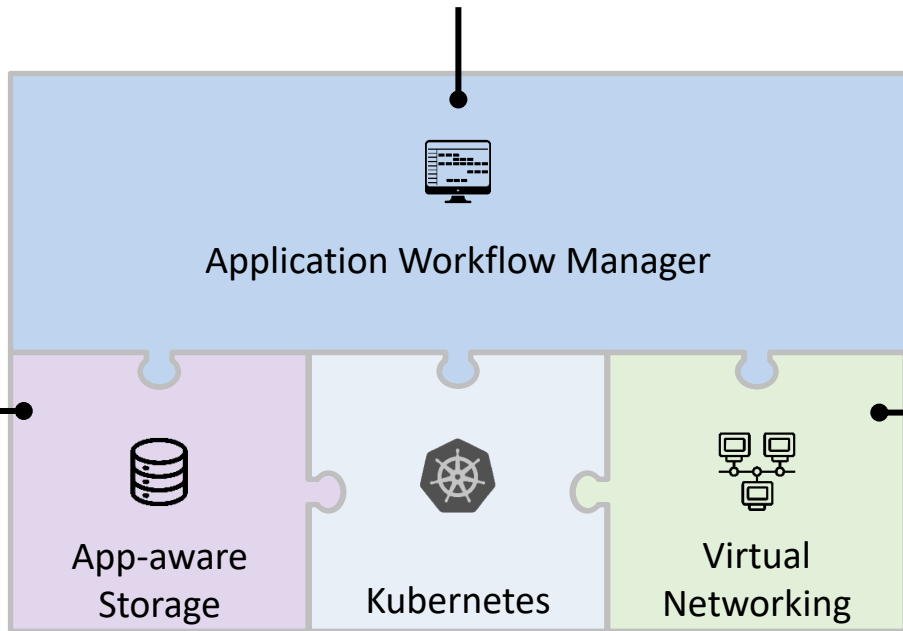 Application Workflow Manager
App-aware
Storage
Kubernetes
Virtual
Networking